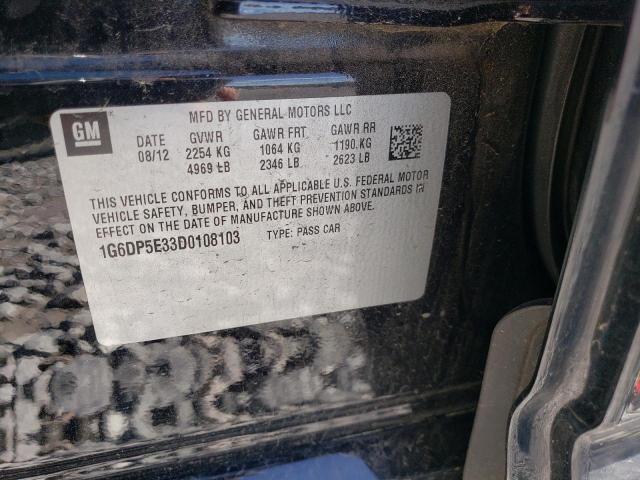 GM
MFD BY GENERAL MOTORS LLC
DATE GVWR GAWR FRT GAWR RR
08/12 2254 KG 1064 KG 1190 KG
4969 LB 2346 LB 2623 LB
THIS VEHICLE CONFORMS TO ALL APPLICABLE U.S. FEDERAL MOTOR
VEHICLE SAFETY, BUMPER, AND THEFT PREVENTION STANDARDS IN
EFFECT ON THE DATE OF MANUFACTURE SHOWN ABOVE.
1G6DP5E33D0108103 TYPE: PASS CAR